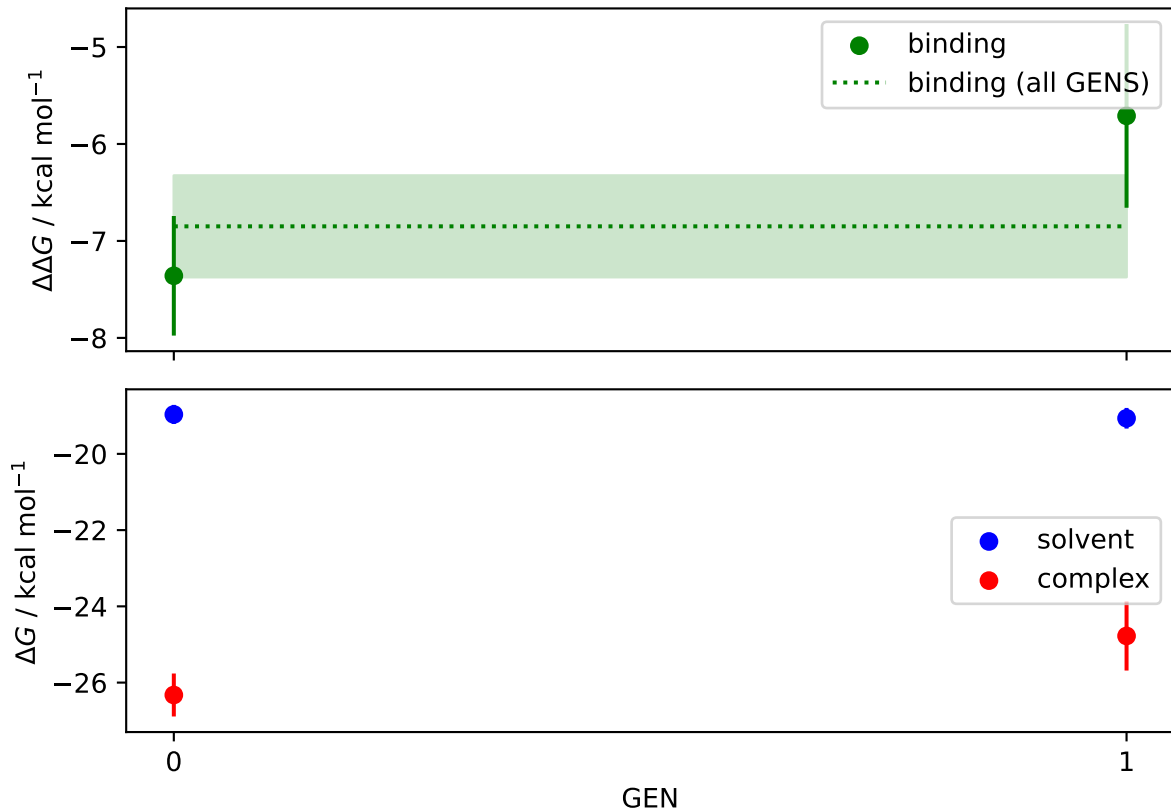 −5
−6
−7
−8
ΔΔG / kcal mol⁻¹
binding
binding (all GENS)
−20
−22
−24
−26
ΔG / kcal mol⁻¹
solvent
complex
0
1
GEN